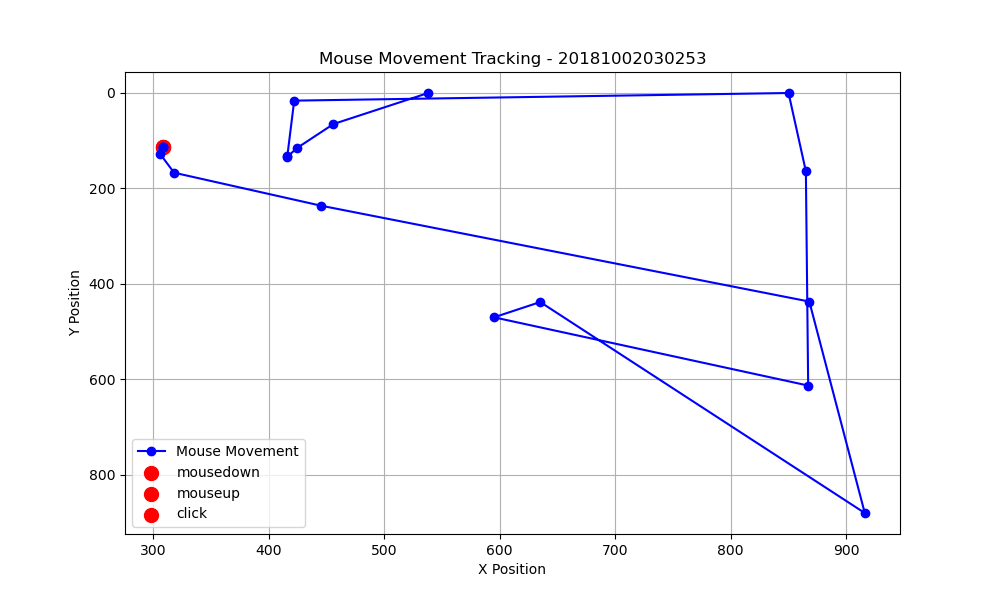 Mouse Movement Tracking - 20181002030253
0
200
400
600
800
Y Position
Mouse Movement
mousedown
mouseup
click
300 400 500 600 700 800 900
X Position